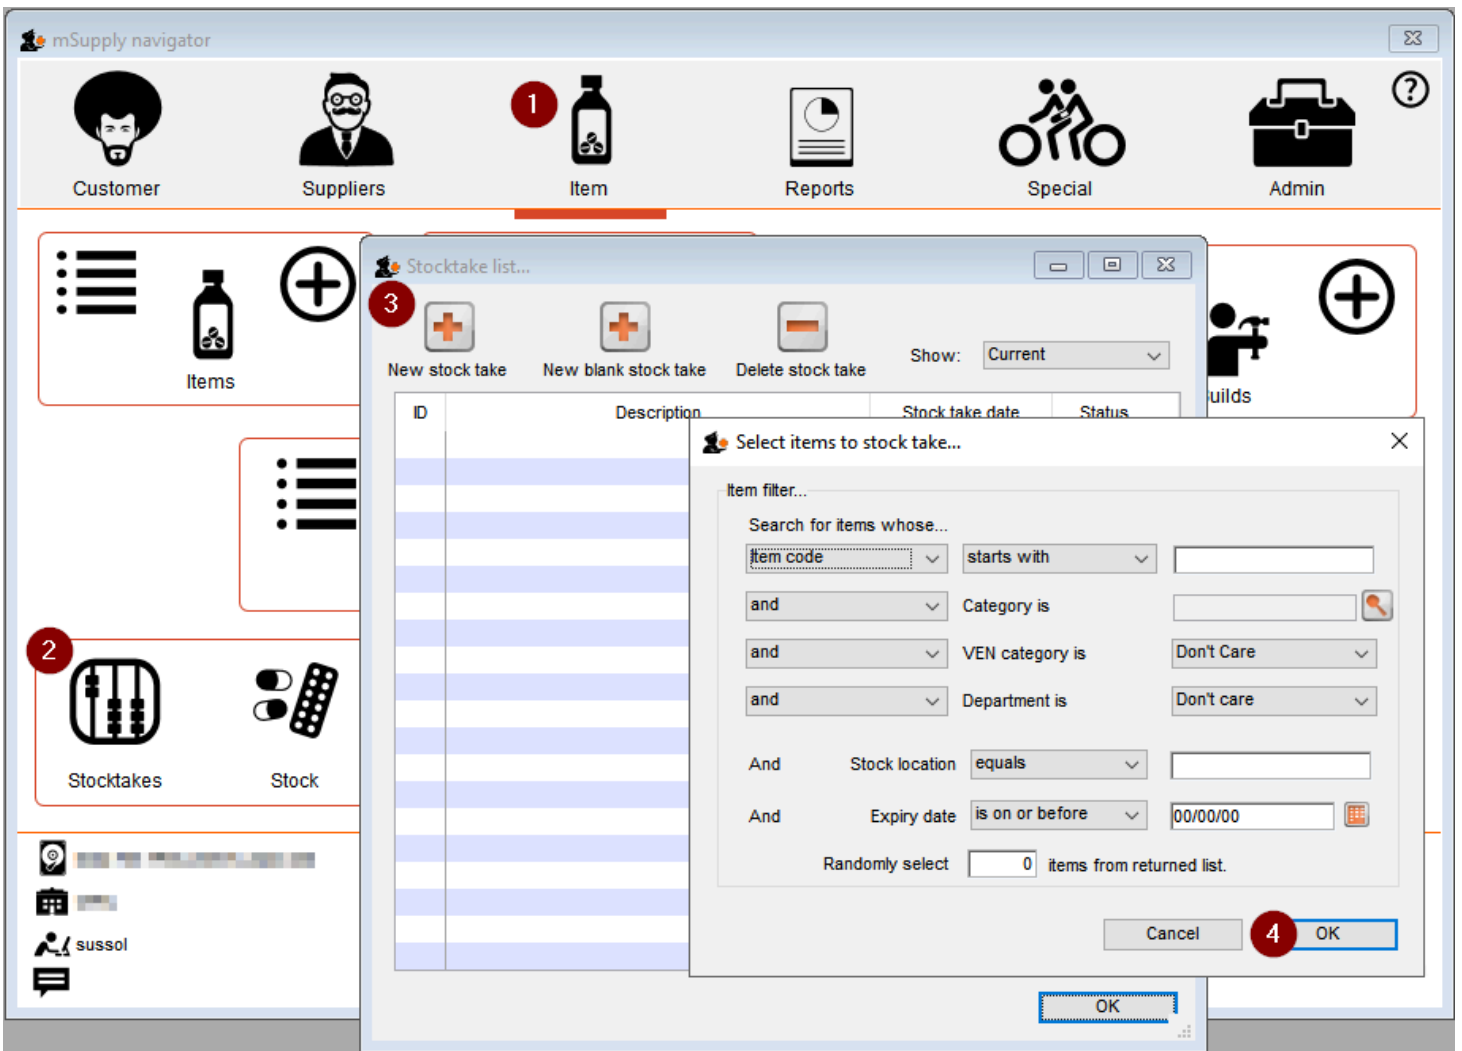 mSupply navigator
1
Customer
Suppliers
Item
Reports
Special
Admin
?
Items
Stocktake list...
3
New stock take
New blank stock take
Delete stock take
Show:
Current
uilds
ID
Description
Stock take date
Status
Select items to stock take...
Item filter...
Search for items whose...
Item code
starts with
and
Category is
and
VEN category is
Don't Care
and
Department is
Don't care
And
Stock location
equals
And
Expiry date
is on or before
00/00/00
Randomly select
0
items from returned list.
Cancel
4
OK
2
Stocktakes
Stock
sussol
OK